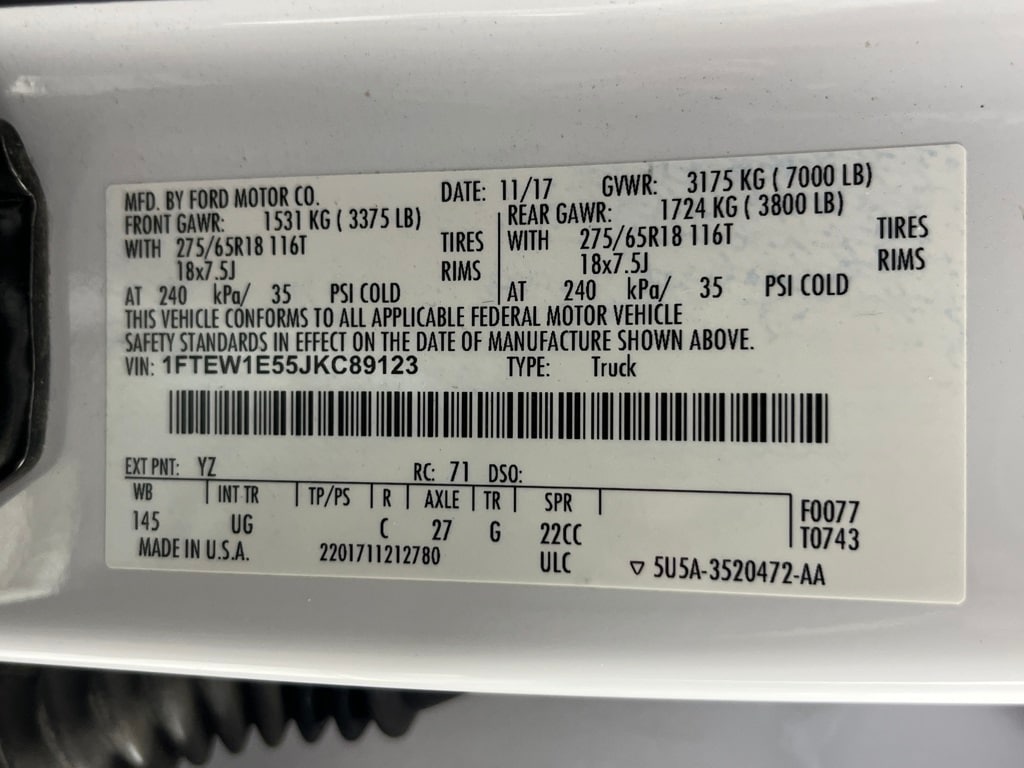 MFD. BY FORD MOTOR CO. DATE: 11/17 GVWR: 3175 KG ( 7000 LB)
FRONT GAWR: 1531 KG ( 3375 LB) REAR GAWR: 1724 KG ( 3800 LB)
WITH 275/65R18 116T TIRES WITH 275/65R18 116T TIRES
18x7.5J RIMS 18x7.5J RIMS
AT 240 kPa/ 35 PSI COLD AT 240 kPa/ 35 PSI COLD
THIS VEHICLE CONFORMS TO ALL APPLICABLE FEDERAL MOTOR VEHICLE
SAFETY STANDARDS IN EFFECT ON THE DATE OF MANUFACTURE SHOWN ABOVE.
VIN: 1FTEW1E55JKC89123 TYPE: Truck
EXT PNT: YZ RC: 71 DSO:
WB INT TR TP/PS R AXLE TR SPR F0077
145 UG C 27 G 22CC T0743
MADE IN U.S.A. 2201711212780 ULC ▽ 5U5A-3520472-AA